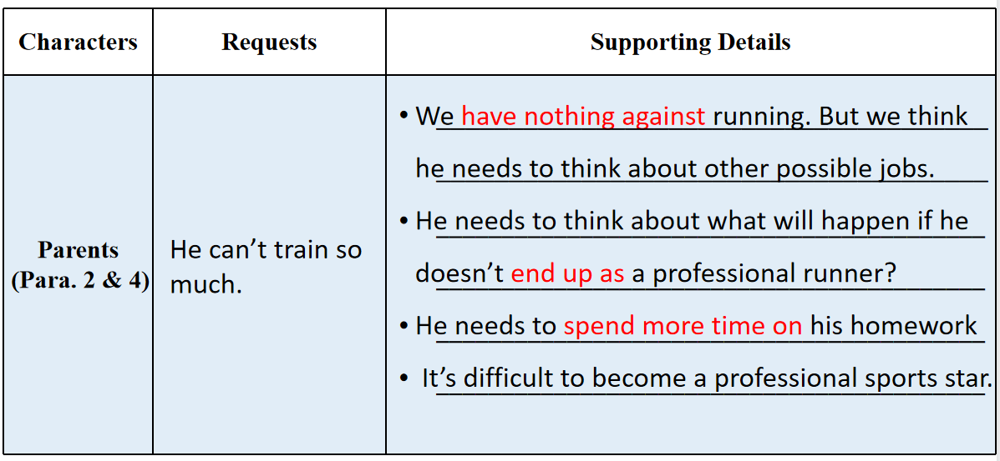 Characters
Requests
Supporting Details
Parents
(Para. 2 & 4)
He can’t train so
much.
• We have nothing against running. But we think
he needs to think about other possible jobs.
• He needs to think about what will happen if he
doesn’t end up as a professional runner?
• He needs to spend more time on his homework
• It’s difficult to become a professional sports star.